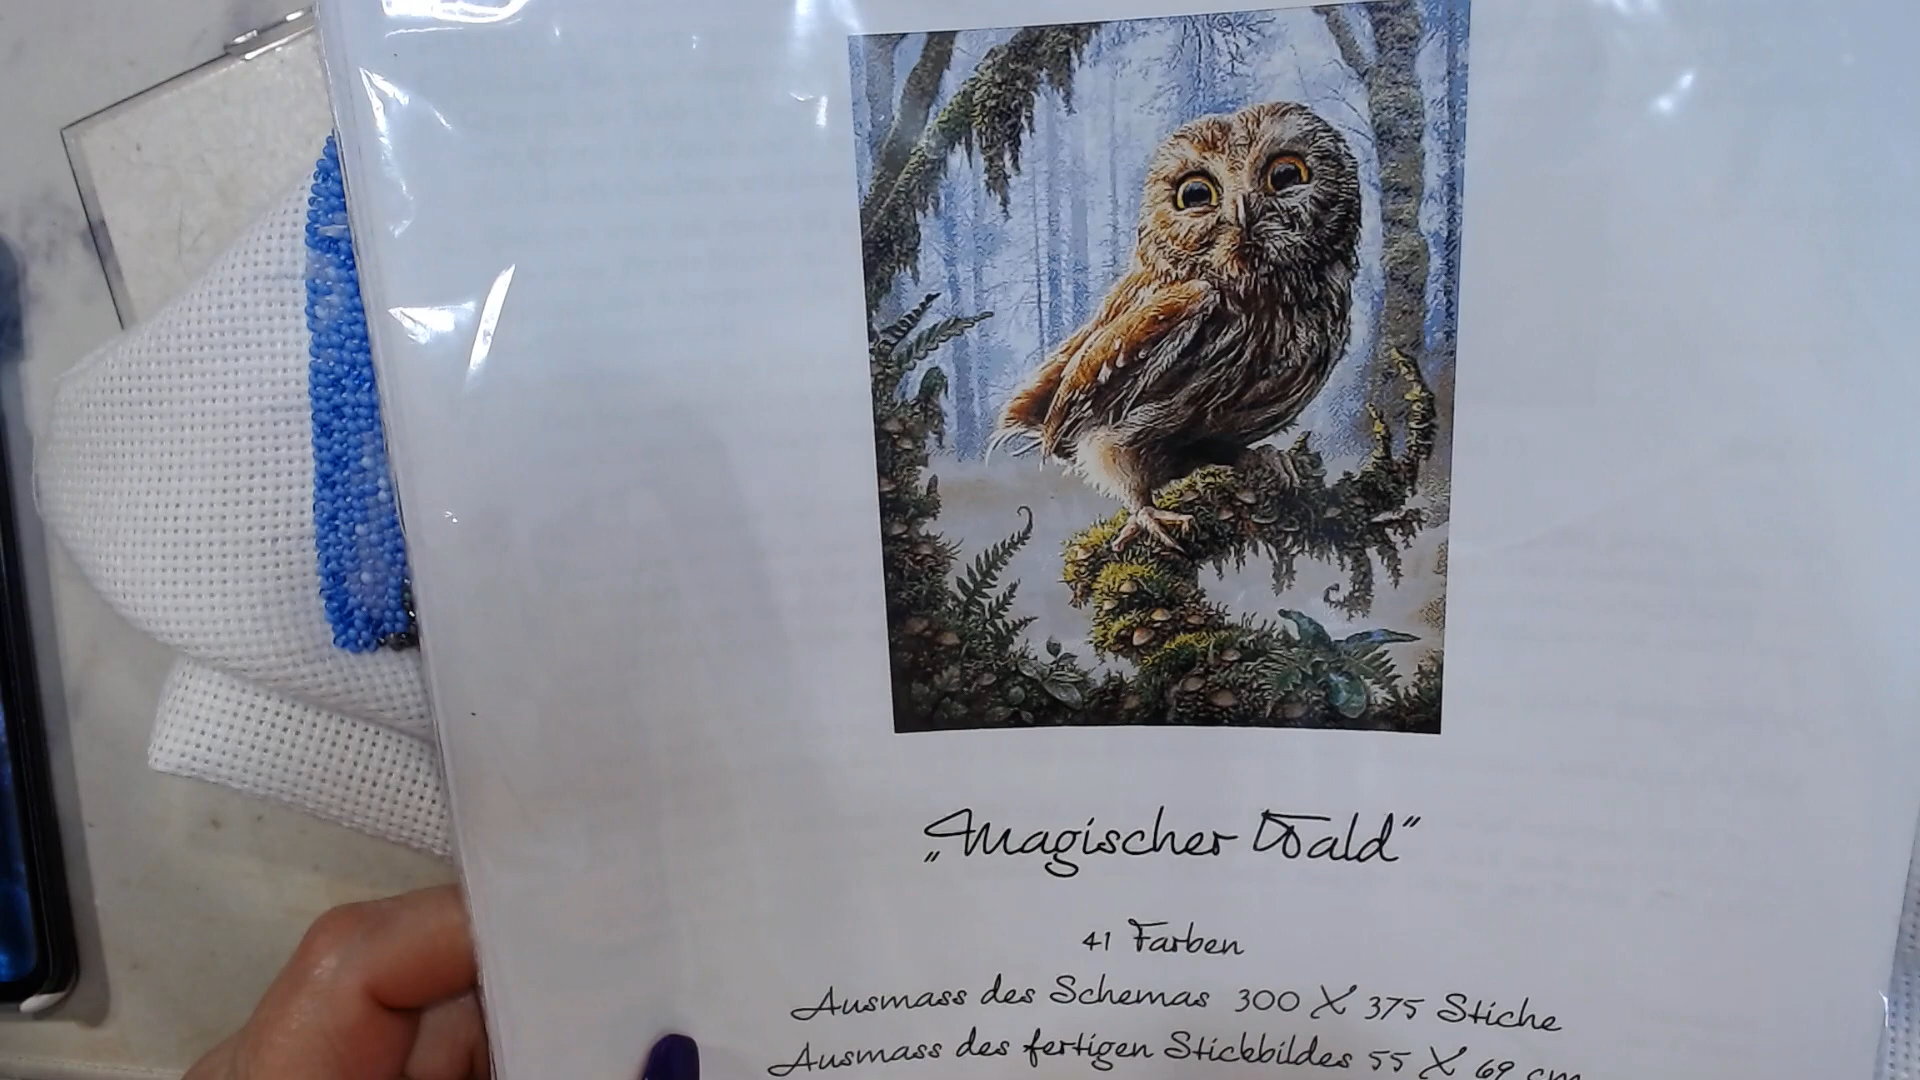 „Magischer Wald“
41 Farben
Ausmass des Schemas 300 X 375 Stiche
Ausmass des fertigen Stickbildes 55 X 69 cm